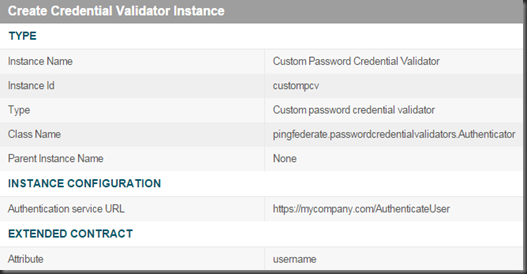 Create Credential Validator Instance
TYPE
Instance Name Custom Password Credential Validator
Instance Id custompcv
Type Custom password credential validator
Class Name pingfederate.passwordcredentialvalidators.Authenticator
Parent Instance Name None
INSTANCE CONFIGURATION
Authentication service URL https://mycompany.com/AuthenticateUser
EXTENDED CONTRACT
Attribute username